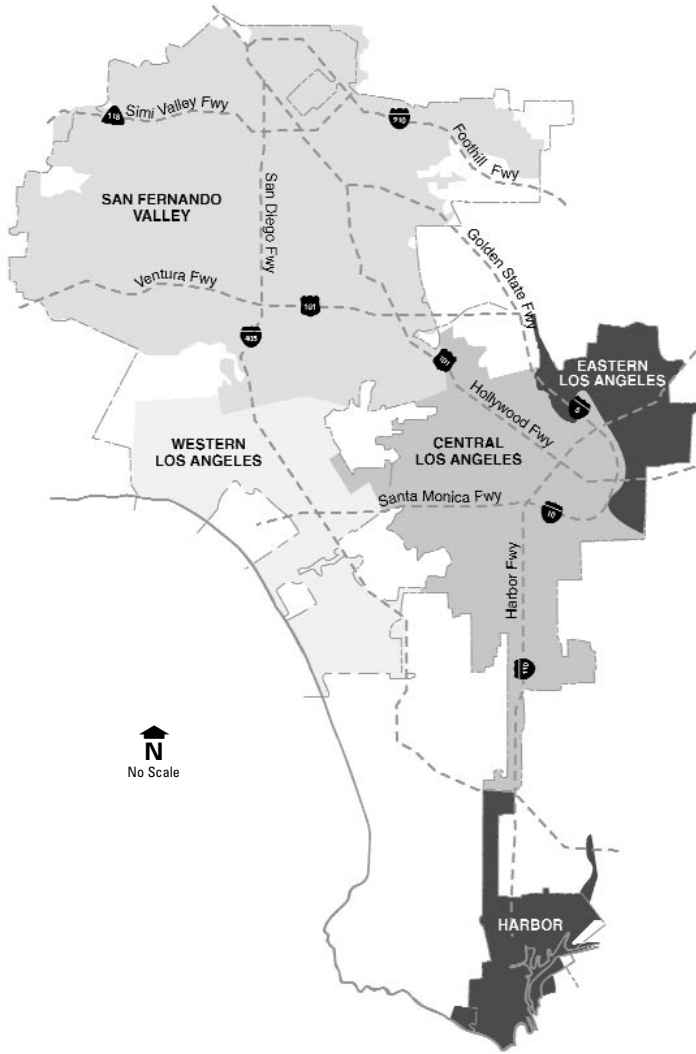 118
Simi Valley Fwy
210
Foothill Fwy
SAN FERNANDO
VALLEY
San Diego Fwy
Golden State Fwy
Ventura Fwy
101
405
101
EASTERN
LOS ANGELES
Hollywood Fwy
5
WESTERN
LOS ANGELES
CENTRAL
LOS ANGELES
Santa Monica Fwy
10
Harbor Fwy
110
N
No Scale
HARBOR